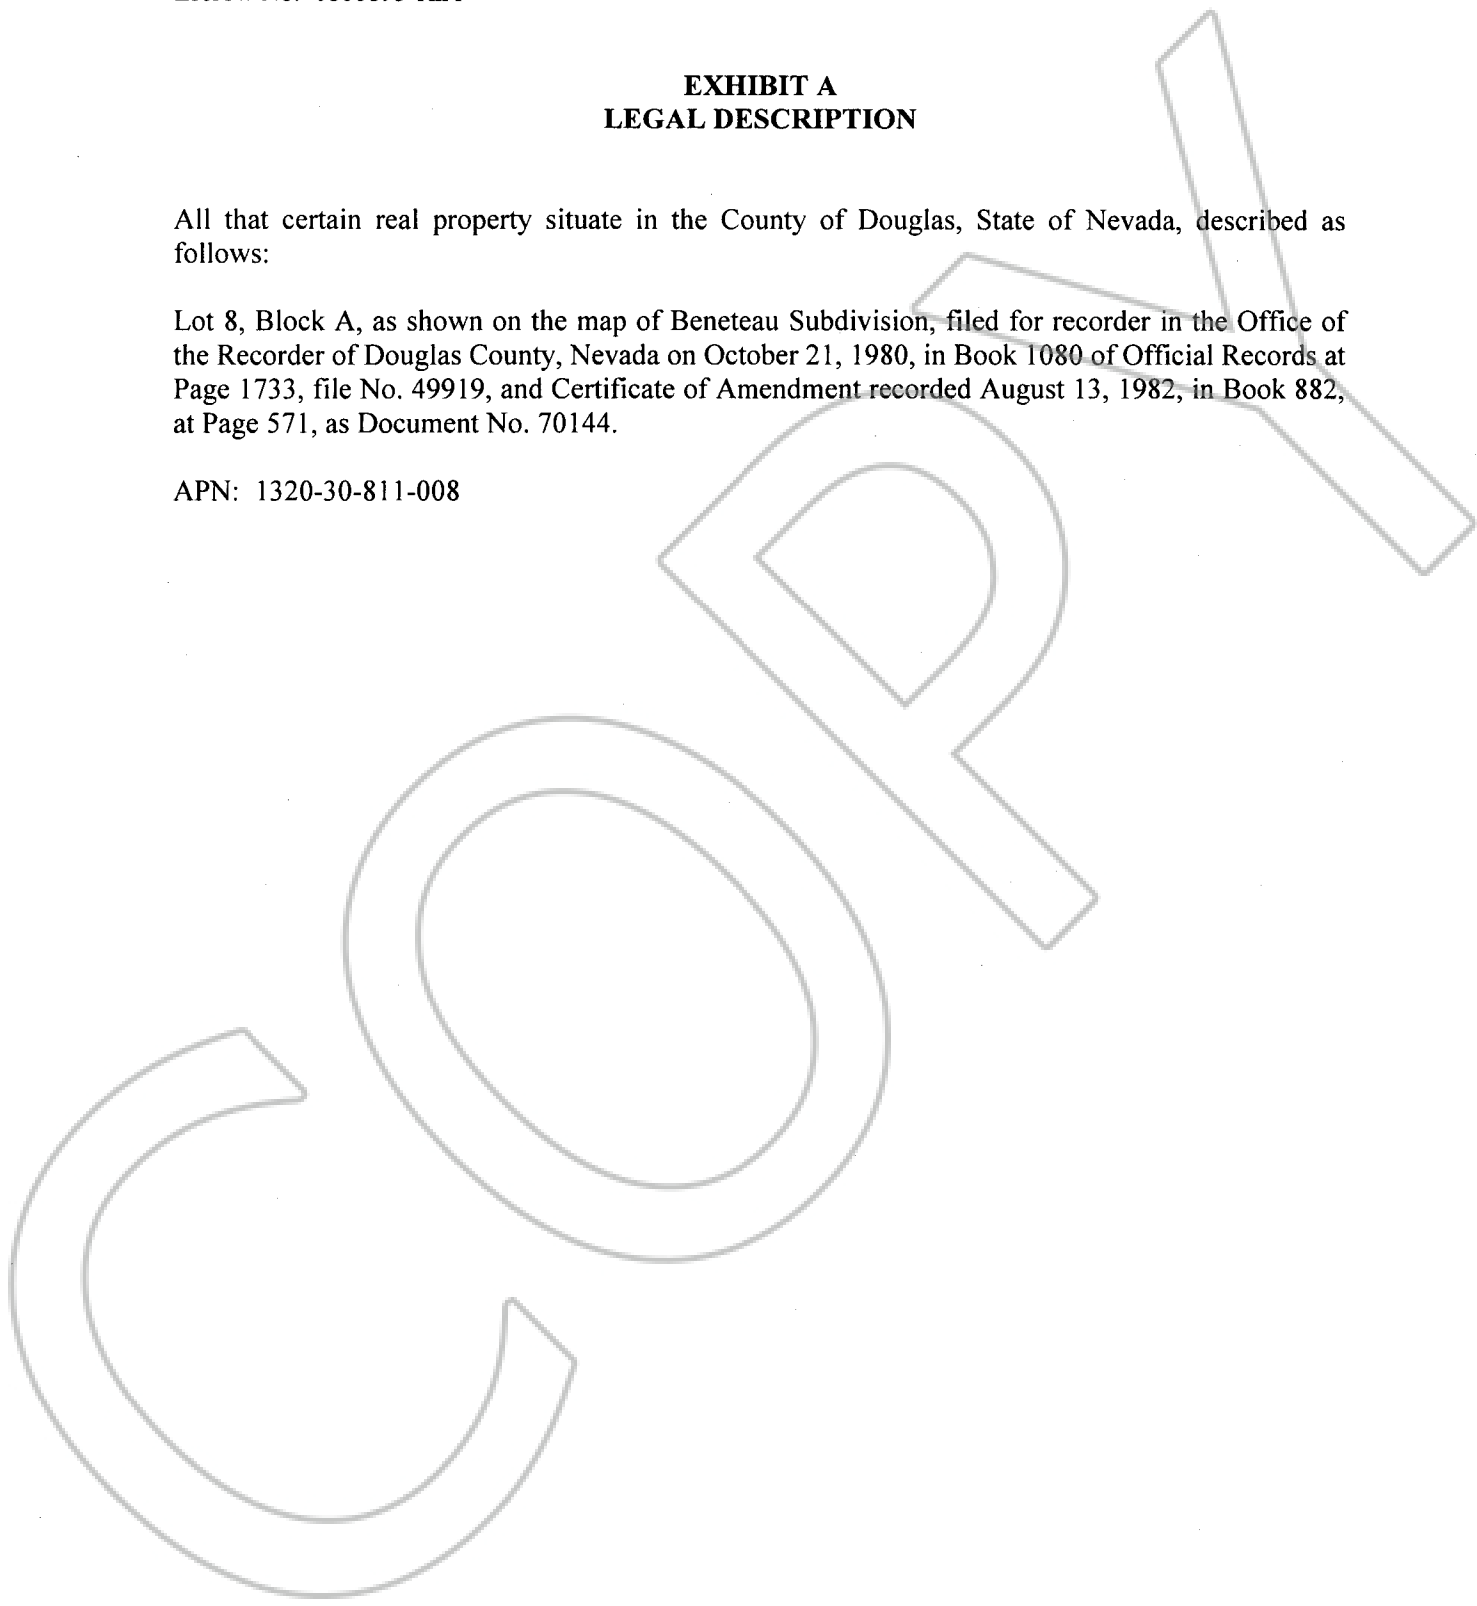 EXHIBIT A
LEGAL DESCRIPTION
All that certain real property situate in the County of Douglas, State of Nevada, described as
follows:
Lot 8, Block A, as shown on the map of Beneteau Subdivision, filed for recorder in the Office of
the Recorder of Douglas County, Nevada on October 21, 1980, in Book 1080 of Official Records at
Page 1733, file No. 49919, and Certificate of Amendment recorded August 13, 1982, in Book 882,
at Page 571, as Document No. 70144.
APN: 1320-30-811-008
COPY